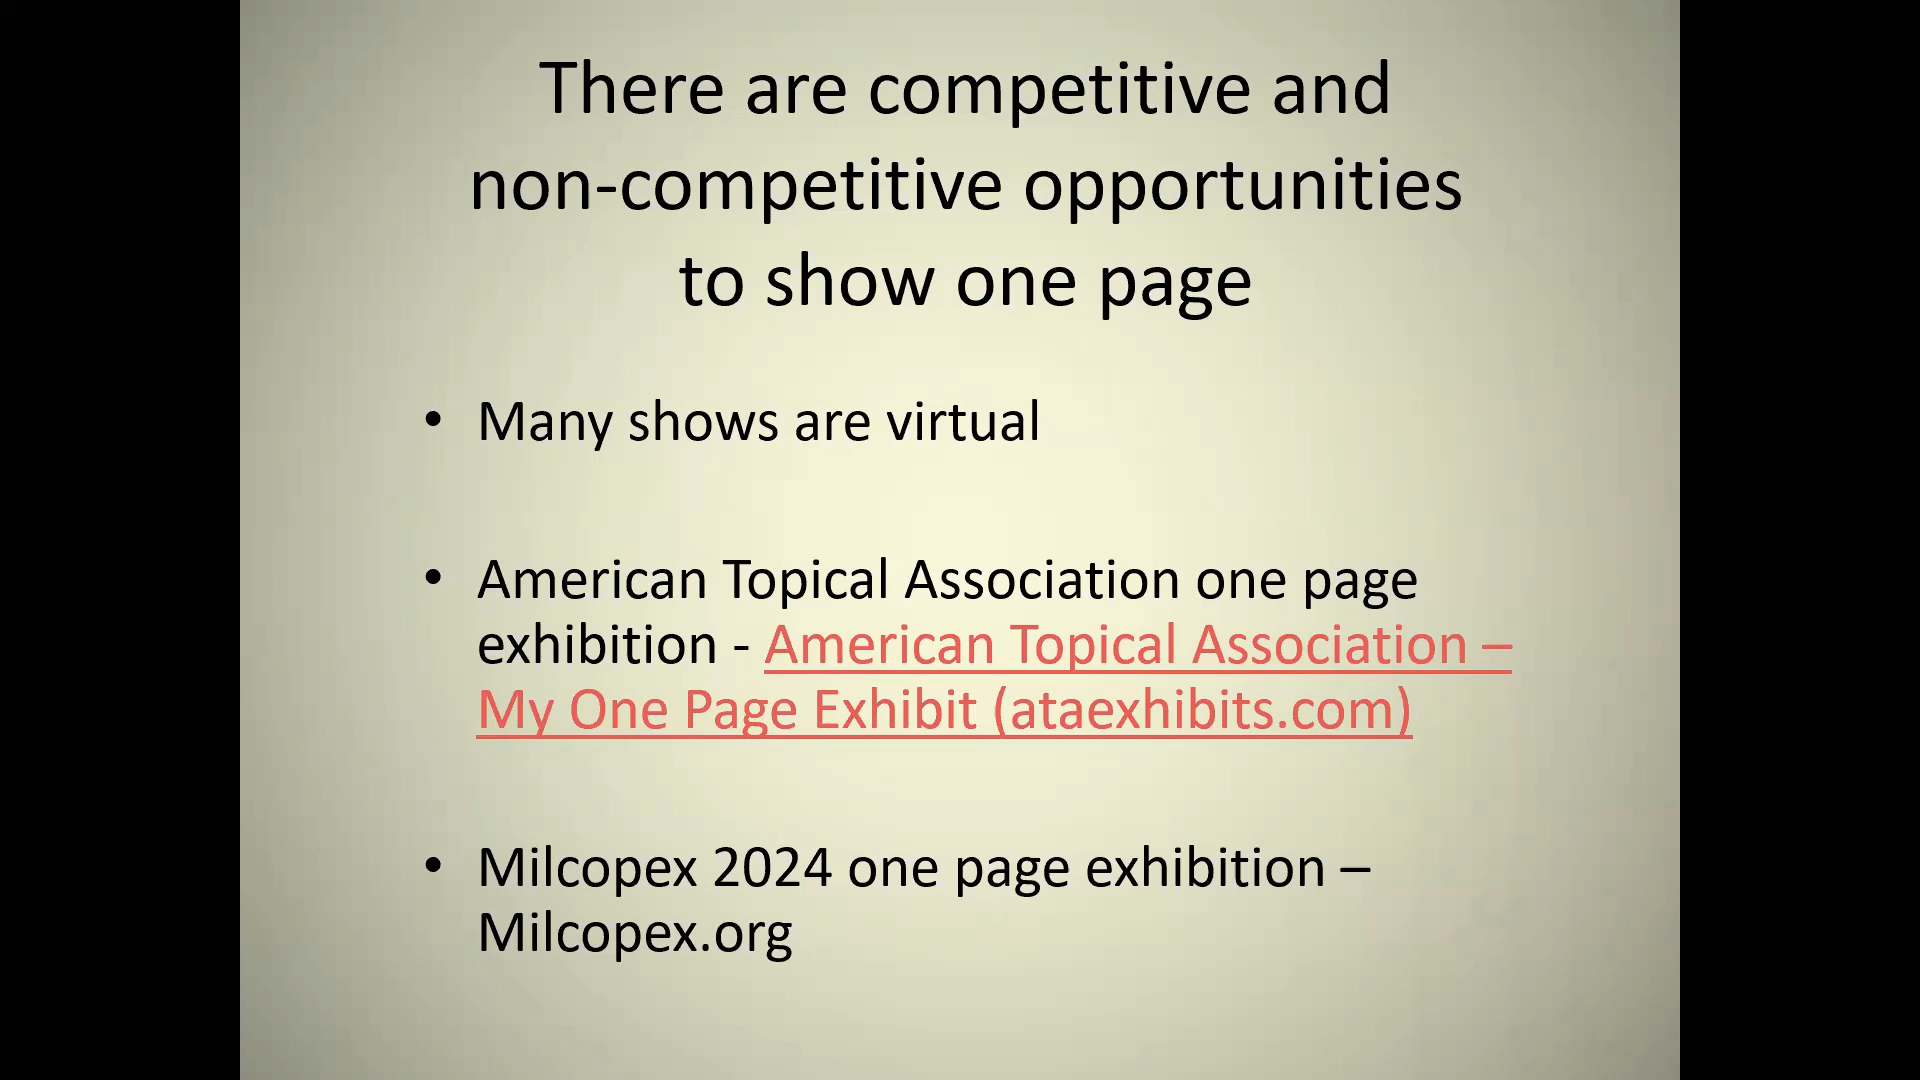 There are competitive and
non-competitive opportunities
to show one page
• Many shows are virtual
• American Topical Association one page
exhibition - American Topical Association –
My One Page Exhibit (ataexhibits.com)
• Milcopex 2024 one page exhibition –
Milcopex.org